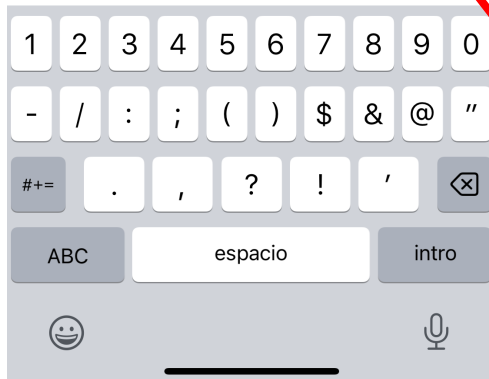 1 2 3 4 5 6 7 8 9 0
- / : ; ( ) $ & @ "
#+= . , ? ! '
ABC espacio intro